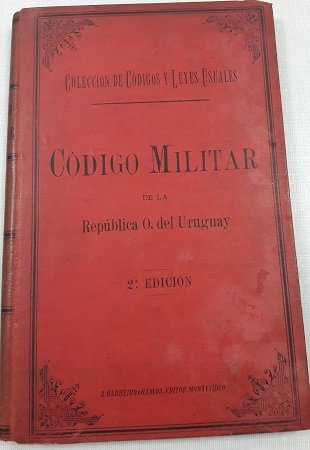 COLECCIÓN DE CÓDIGOS Y LEYES USUALES
CÓDIGO MILITAR
DE LA
República O. del Uruguay
2ª EDICIÓN
A. BARREIRO Y RAMOS, EDITOR MONTEVIDEO